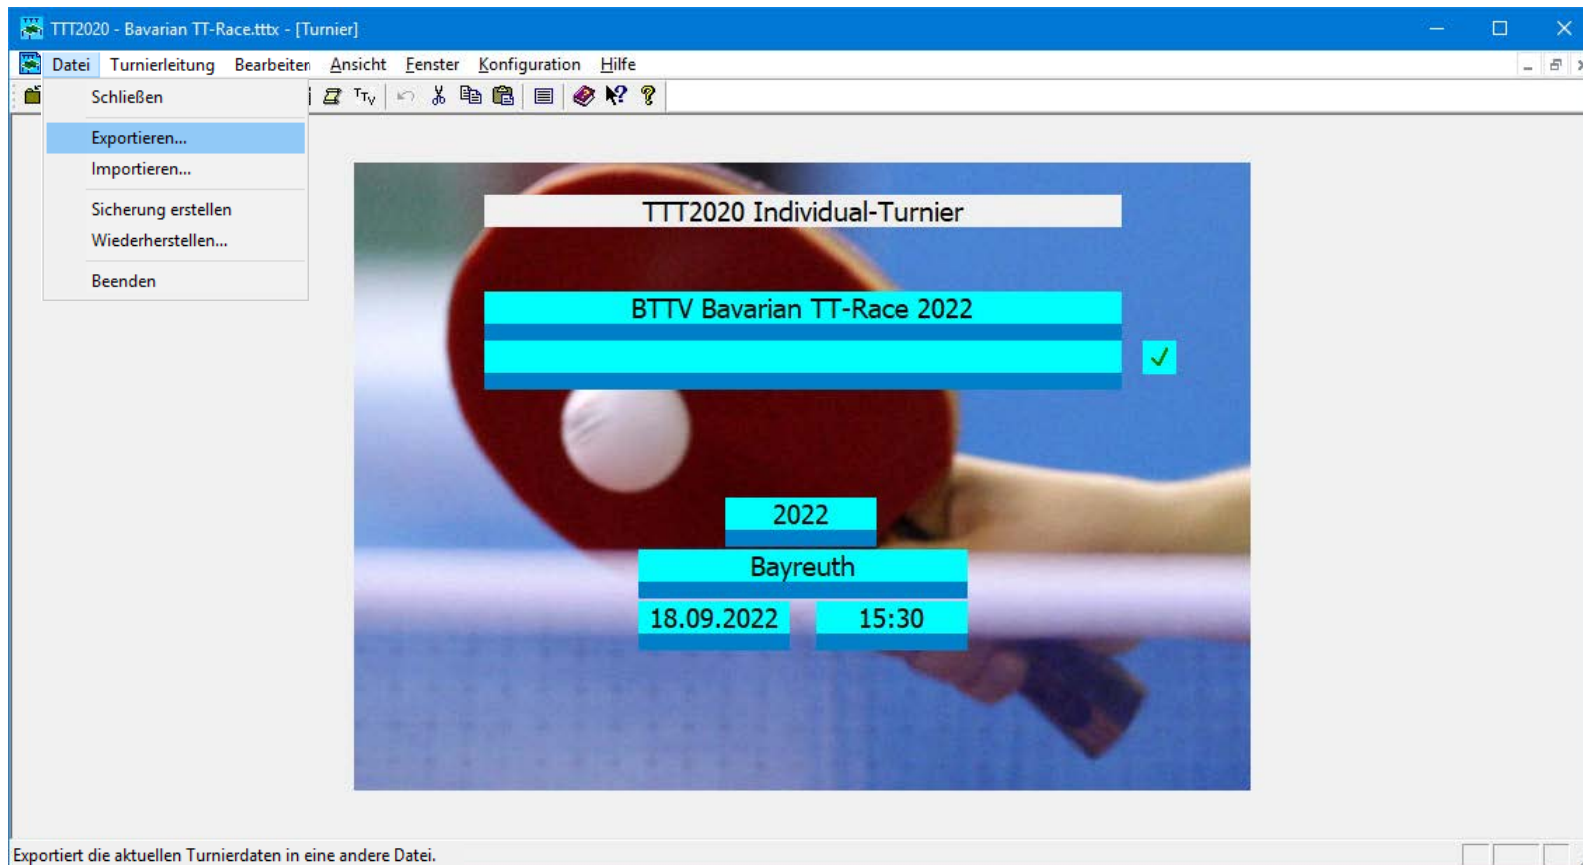 TTT2020 - Bavarian TT-Race.tttx - [Turnier]
Datei Turnierleitung Bearbeiten Ansicht Fenster Konfiguration Hilfe
TTV
Schließen
Exportieren...
Importieren...
Sicherung erstellen
Wiederherstellen...
Beenden
TTT2020 Individual-Turnier
BTTV Bavarian TT-Race 2022
2022
Bayreuth
18.09.2022 15:30
Exportiert die aktuellen Turnierdaten in eine andere Datei.